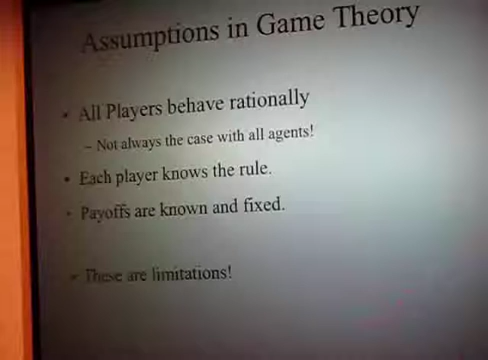 Assumptions in Game Theory
• All Players behave rationally
– Not always the case with all agents!
• Each player knows the rule.
• Payoffs are known and fixed.
• These are limitations!